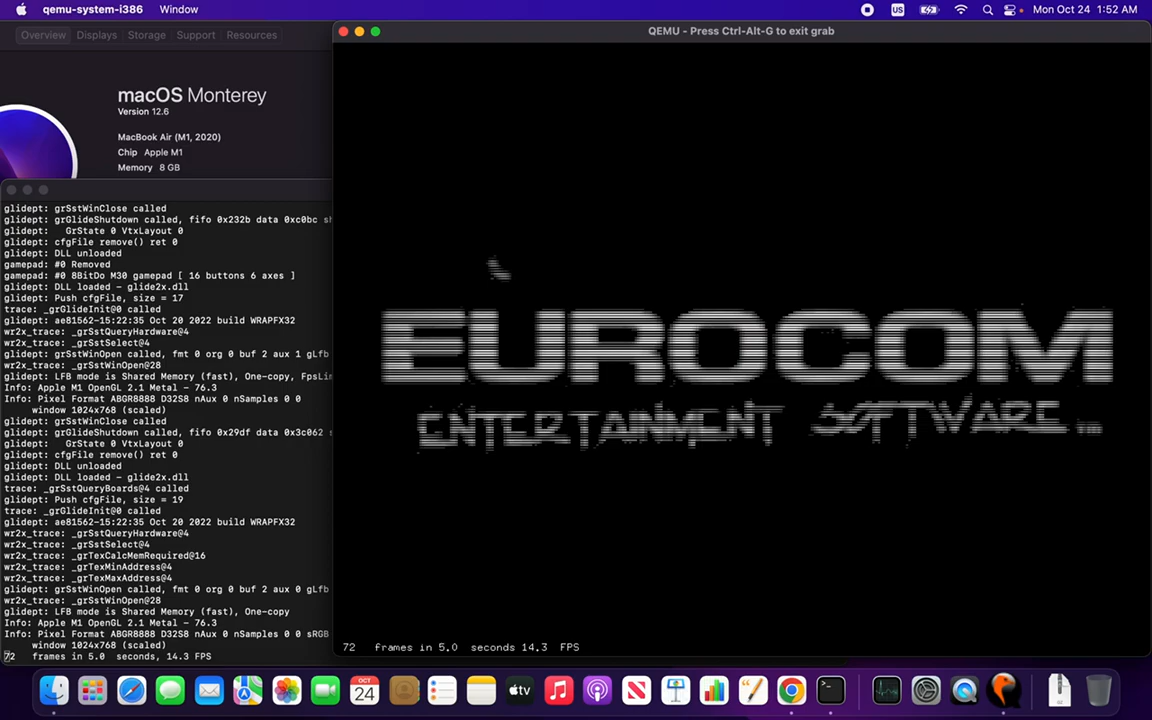 qemu-system-i386 Window US Mon Oct 24 1:52 AM
Overview Displays Storage Support Resources
QEMU - Press Ctrl-Alt-G to exit grab
macOS Monterey
Version 12.6
MacBook Air (M1, 2020)
Chip Apple M1
Memory 8 GB
glidept: grSstWinClose called
glidept: grGlideShutdown called, fifo 0x232b data 0xc0bc sh
glidept: GrState 0 VtxLayout 0
glidept: cfgFile remove() ret 0
glidept: DLL unloaded
gamepad: #0 Removed
gamepad: #0 8BitDo M30 gamepad [ 16 buttons 6 axes ]
glidept: DLL loaded - glide2x.dll
glidept: Push cfgFile, size = 17
trace: _grGlideInit@0 called
glidept: ae81562-15:22:35 Oct 20 2022 build WRAPFX32
wr2x_trace: _grSstQueryHardware@4
wr2x_trace: _grSstSelect@4
glidept: grSstWinOpen called, fmt 0 org 0 buf 2 aux 1 gLfb
wr2x_trace: _grSstWinOpen@28
glidept: LFB mode is Shared Memory (fast), One-copy, FpsLim
Info: Apple M1 OpenGL 2.1 Metal - 76.3
Info: Pixel Format ABGR8888 D32S8 nAux 0 nSamples 0 0
window 1024x768 (scaled)
glidept: grSstWinClose called
glidept: grGlideShutdown called, fifo 0x29df data 0x3c062 s
glidept: GrState 0 VtxLayout 0
glidept: cfgFile remove() ret 0
glidept: DLL unloaded
glidept: DLL loaded - glide2x.dll
trace: _grSstQueryBoards@4 called
glidept: Push cfgFile, size = 19
trace: _grGlideInit@0 called
glidept: ae81562-15:22:35 Oct 20 2022 build WRAPFX32
wr2x_trace: _grSstQueryHardware@4
wr2x_trace: _grSstSelect@4
wr2x_trace: _grTexCalcMemRequired@16
wr2x_trace: _grTexMinAddress@4
wr2x_trace: _grTexMaxAddress@4
glidept: grSstWinOpen called, fmt 0 org 0 buf 2 aux 0 gLfb
wr2x_trace: _grSstWinOpen@28
glidept: LFB mode is Shared Memory (fast), One-copy
Info: Apple M1 OpenGL 2.1 Metal - 76.3
Info: Pixel Format ABGR8888 D32S8 nAux 0 nSamples 0 0 sRGB
window 1024x768 (scaled)
72 frames in 5.0 seconds, 14.3 FPS
EUROCOM
ENTERTAINMENT SOFTWARE TM
72 frames in 5.0 seconds 14.3 FPS
OCT
24
tv